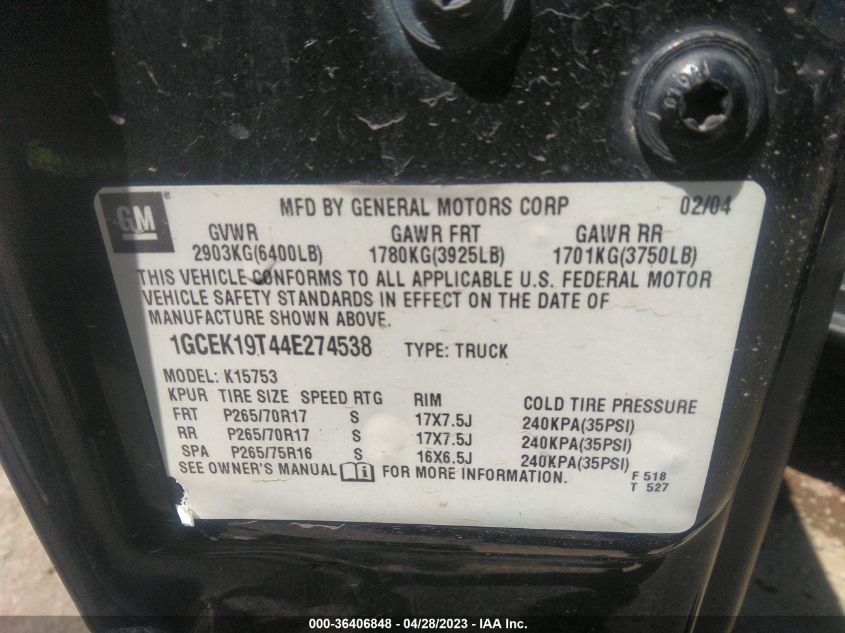 GM ® MFD BY GENERAL MOTORS CORP 02/04
GVWR GAWR FRT GAWR RR
2903KG(6400LB) 1780KG(3925LB) 1701KG(3750LB)
THIS VEHICLE CONFORMS TO ALL APPLICABLE U.S. FEDERAL MOTOR
VEHICLE SAFETY STANDARDS IN EFFECT ON THE DATE OF
MANUFACTURE SHOWN ABOVE.
1GCEK19T44E274538 TYPE: TRUCK
MODEL: K15753
KPUR TIRE SIZE SPEED RTG RIM COLD TIRE PRESSURE
FRT P265/70R17 S 17X7.5J 240KPA(35PSI)
RR P265/70R17 S 17X7.5J 240KPA(35PSI)
SPA P265/75R16 S 16X6.5J 240KPA(35PSI)
SEE OWNER'S MANUAL FOR MORE INFORMATION.
F 518
T 527
000-36406848 - 04/28/2023 - IAA Inc.